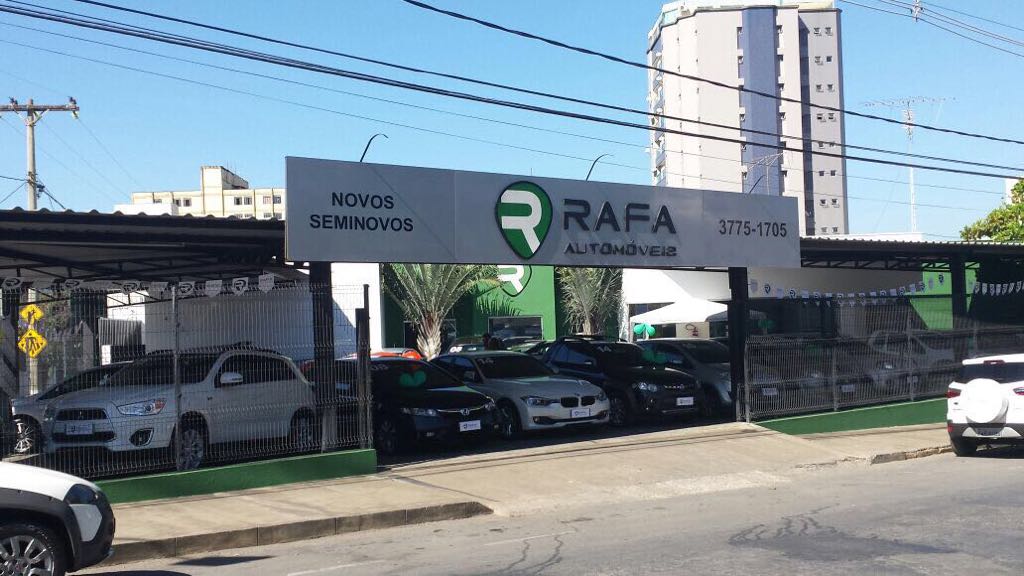 NOVOS
SEMINOVOS
R
RAFA
AUTOMÓVEIS
3775-1705
R